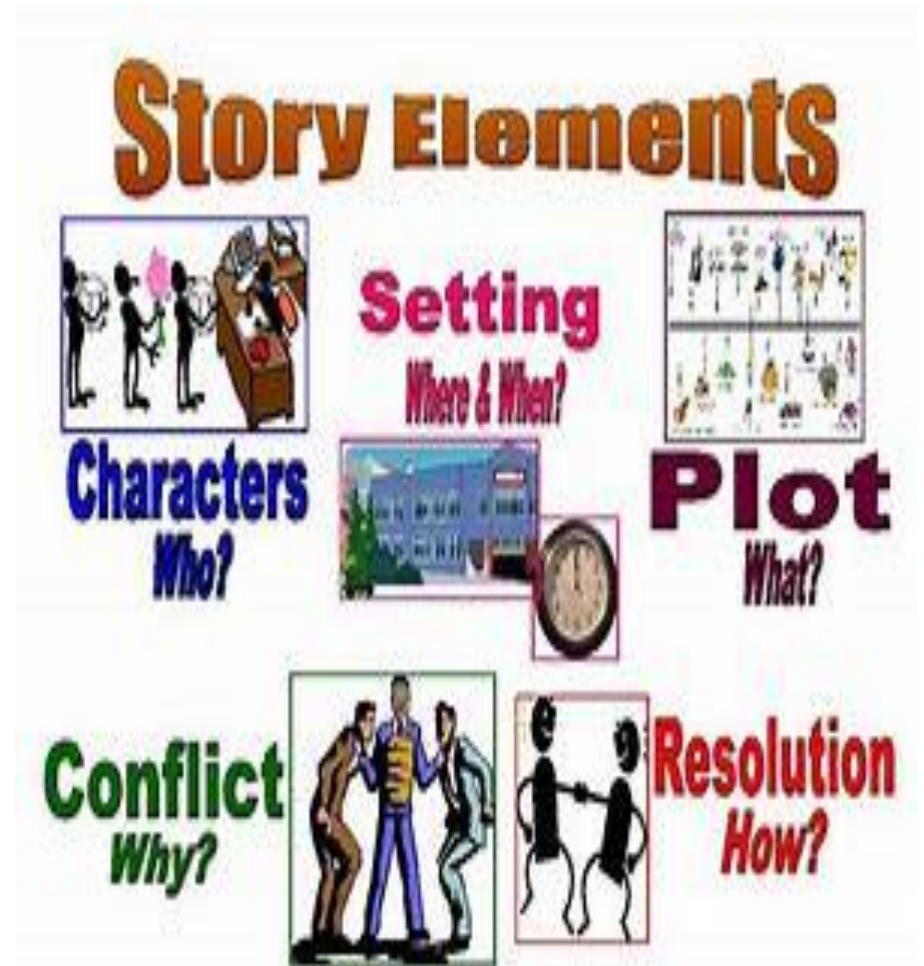 Story Elements
Characters
Who?
Setting
Where & When?
Plot
What?
Conflict
Why?
Resolution
How?